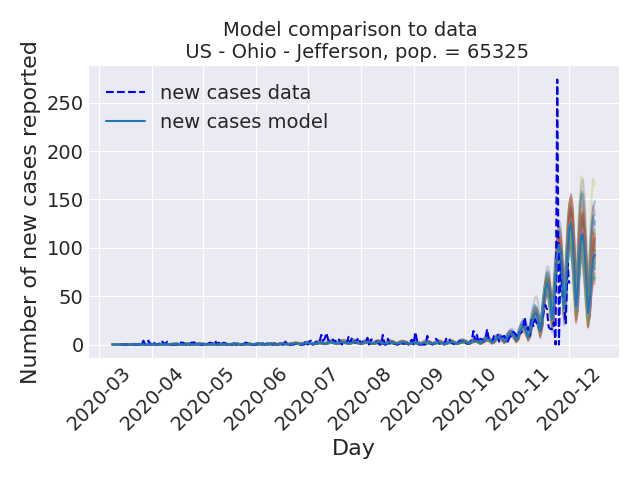 Model comparison to data
US - Ohio - Jefferson, pop. = 65325
Number of new cases reported
250
200
150
100
50
0
new cases data
new cases model
2020-03
2020-04
2020-05
2020-06
2020-07
2020-08
2020-09
2020-10
2020-11
2020-12
Day